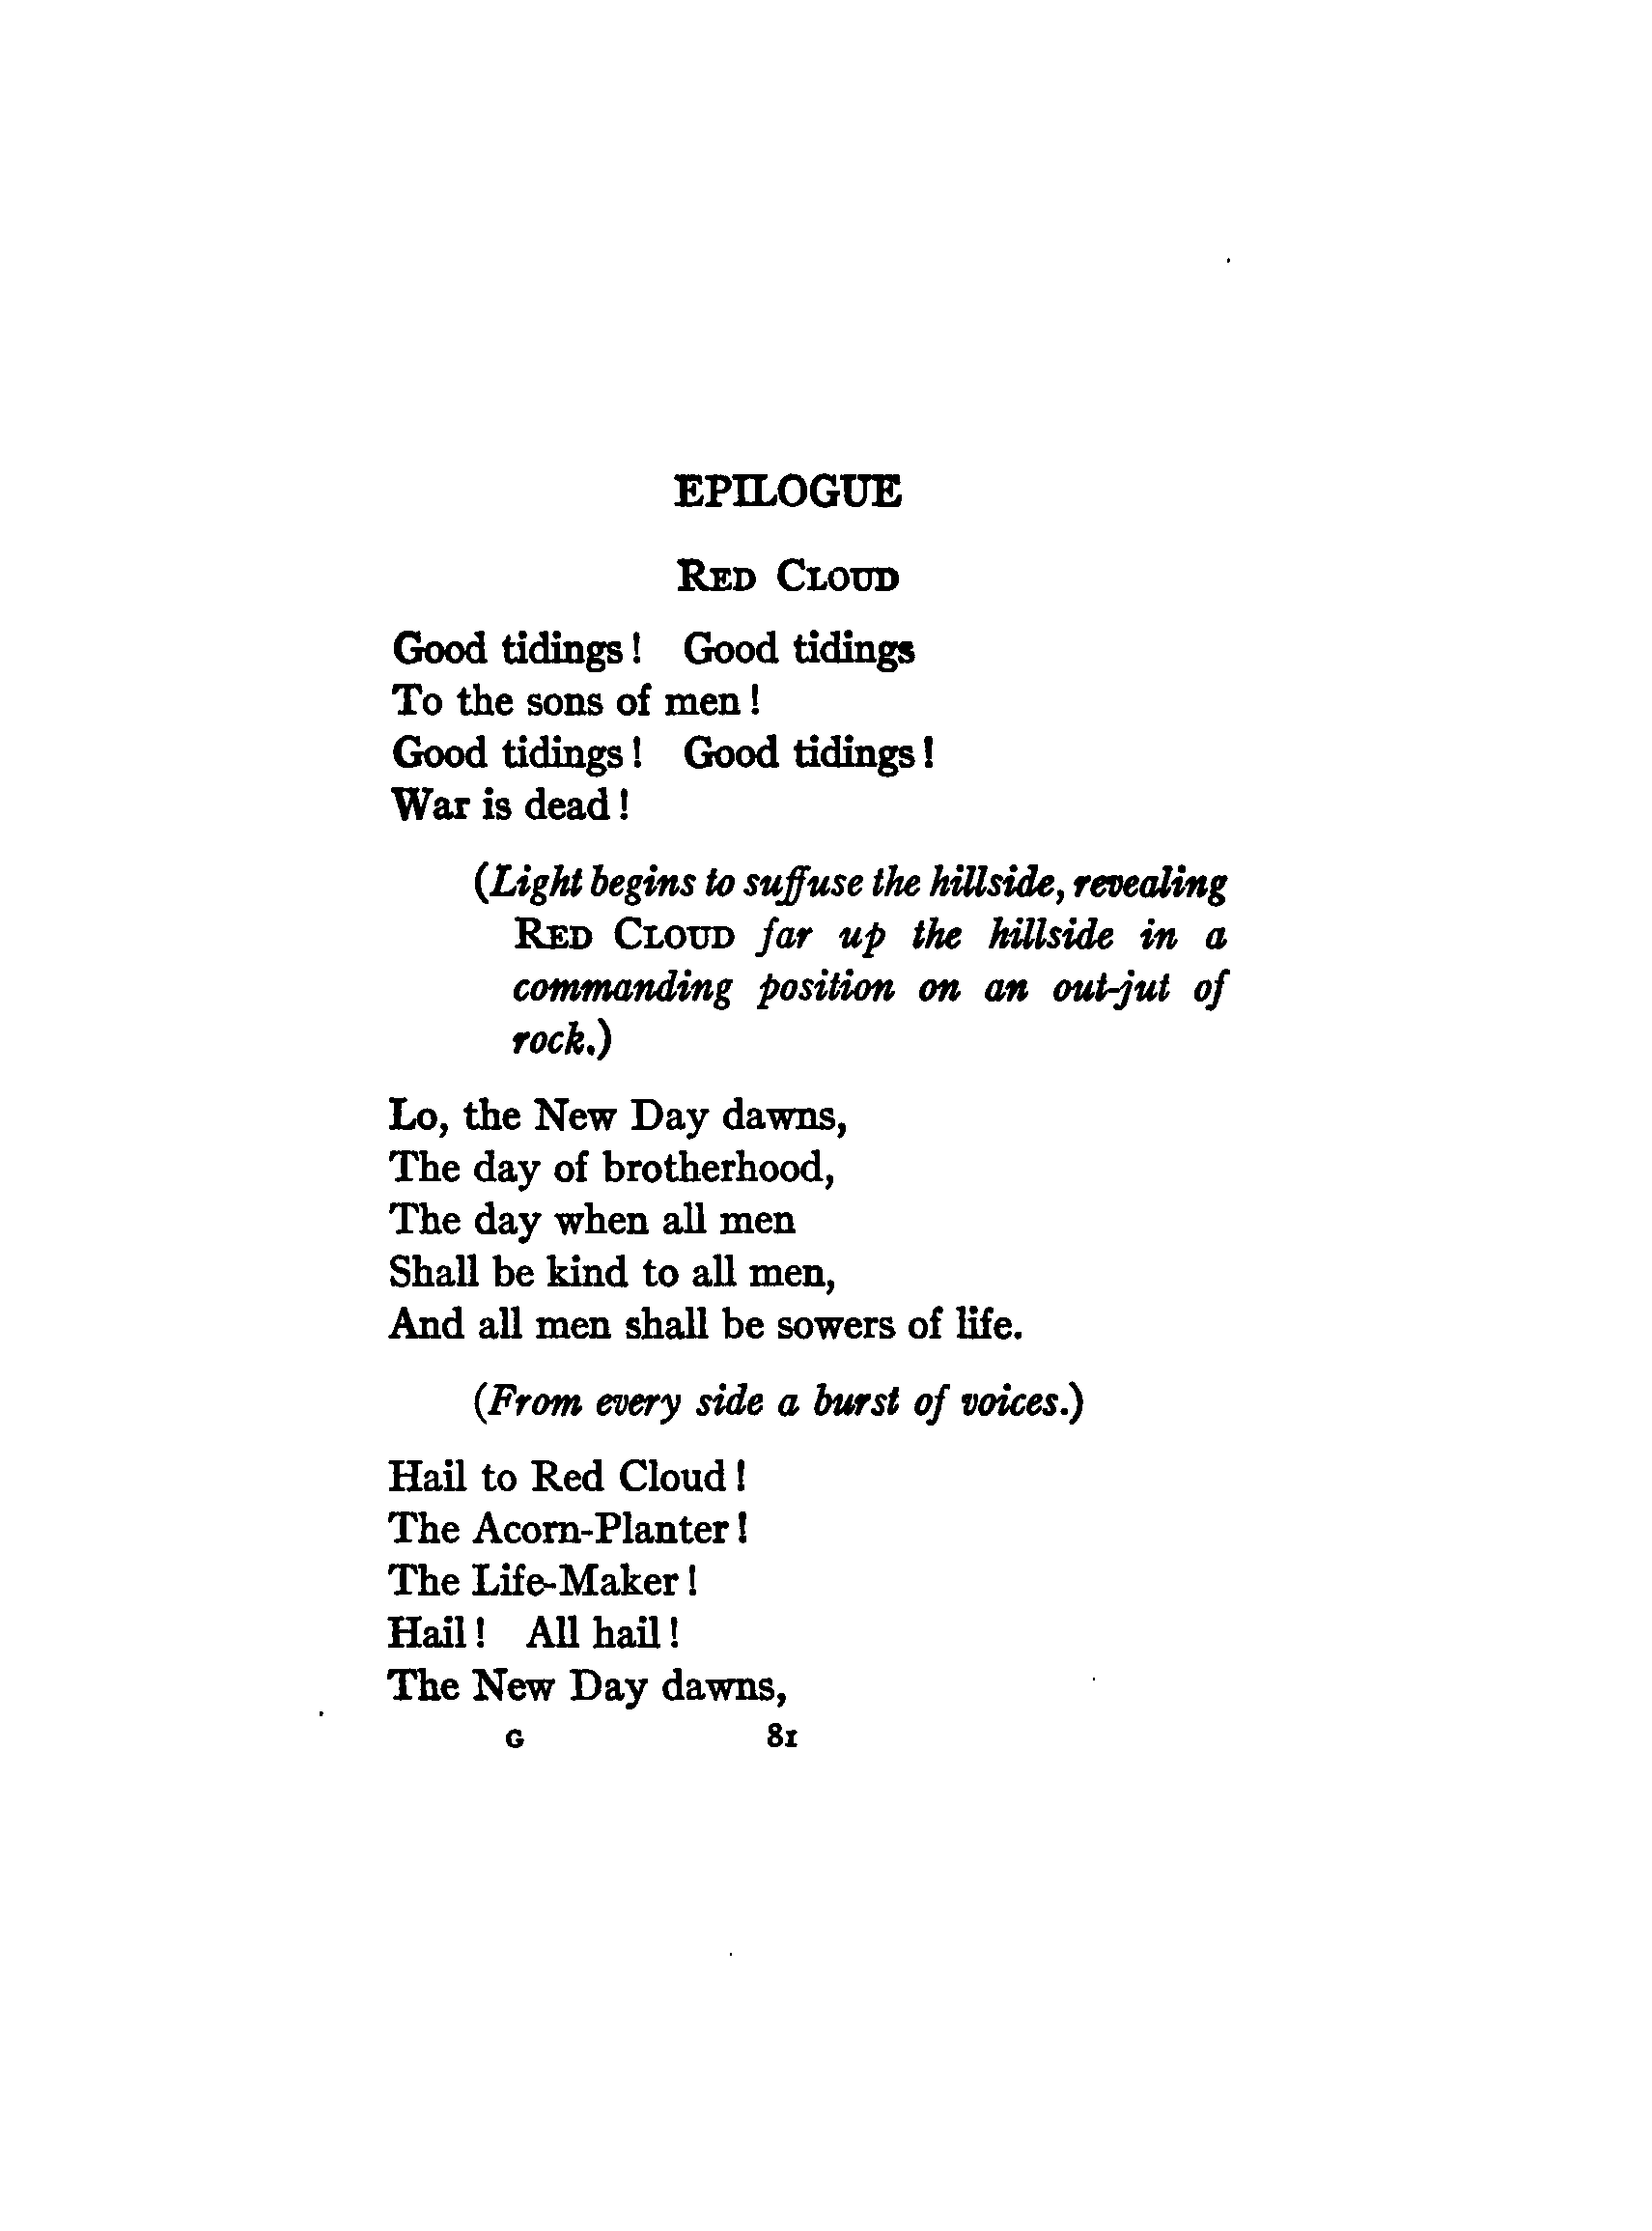 EPILOGUE
RED CLOUD
Good tidings! Good tidings
To the sons of men!
Good tidings! Good tidings!
War is dead!
(Light begins to suffuse the hillside, revealing
RED CLOUD far up the hillside in a
commanding position on an out-jut of
rock.)
Lo, the New Day dawns,
The day of brotherhood,
The day when all men
Shall be kind to all men,
And all men shall be sowers of life.
(From every side a burst of voices.)
Hail to Red Cloud!
The Acorn-Planter!
The Life-Maker!
Hail! All hail!
The New Day dawns,
G 81